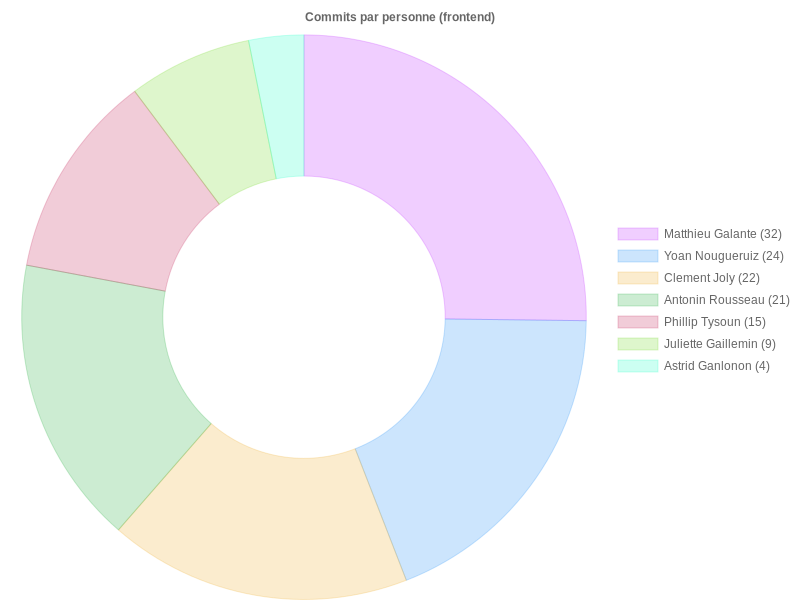 Commits par personne (frontend)
Matthieu Galante (32)
Yoan Nougueruiz (24)
Clement Joly (22)
Antonin Rousseau (21)
Phillip Tysoun (15)
Juliette Gaillemin (9)
Astrid Ganlonon (4)